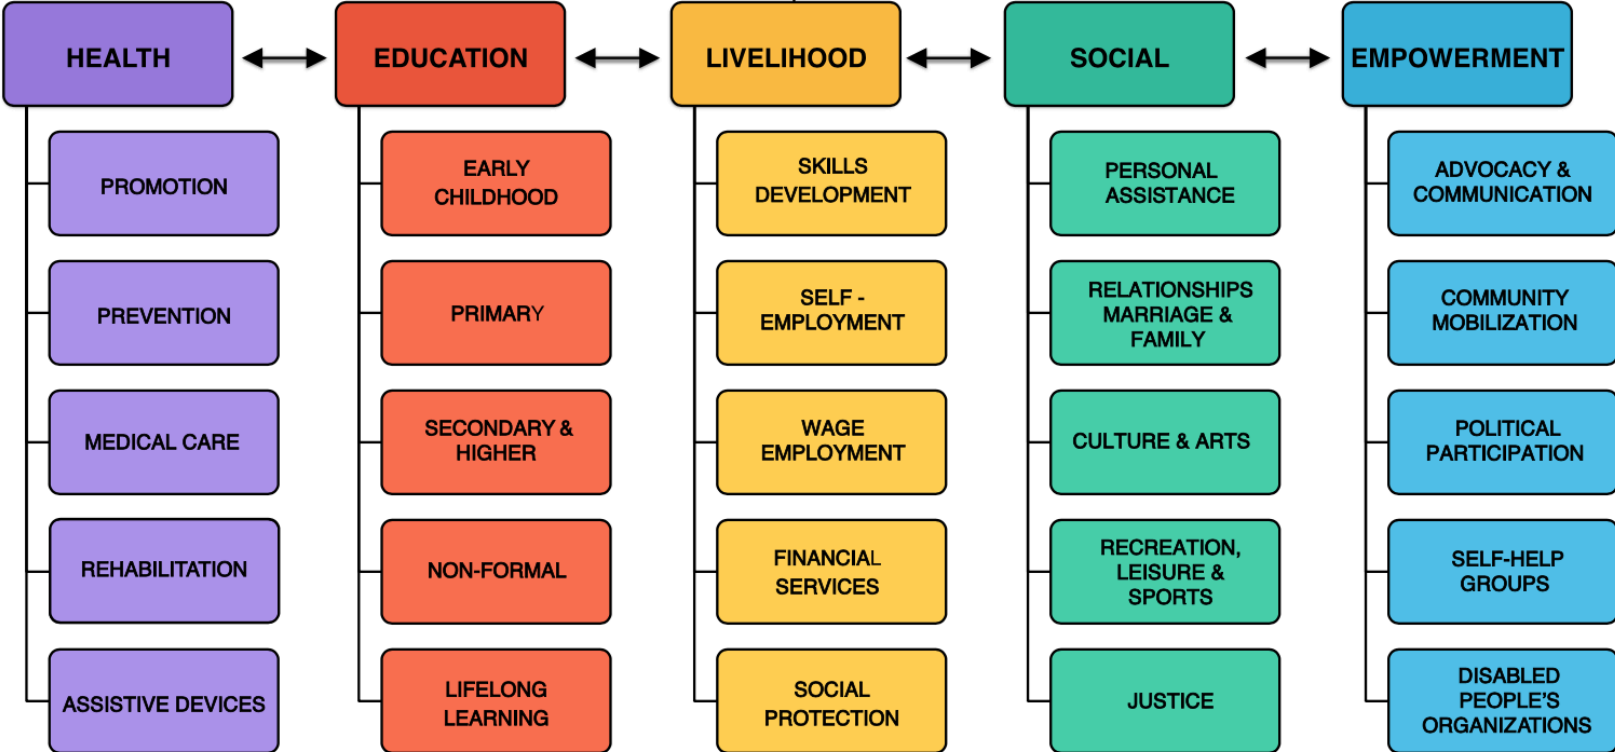 HEALTH
EDUCATION
LIVELIHOOD
SOCIAL
EMPOWERMENT
PROMOTION
PREVENTION
MEDICAL CARE
REHABILITATION
ASSISTIVE DEVICES
EARLY
CHILDHOOD
PRIMARY
SECONDARY &
HIGHER
NON-FORMAL
LIFELONG
LEARNING
SKILLS
DEVELOPMENT
SELF -
EMPLOYMENT
WAGE
EMPLOYMENT
FINANCIAL
SERVICES
SOCIAL
PROTECTION
PERSONAL
ASSISTANCE
RELATIONSHIPS
MARRIAGE &
FAMILY
CULTURE & ARTS
RECREATION,
LEISURE &
SPORTS
JUSTICE
ADVOCACY &
COMMUNICATION
COMMUNITY
MOBILIZATION
POLITICAL
PARTICIPATION
SELF-HELP
GROUPS
DISABLED
PEOPLE’S
ORGANIZATIONS